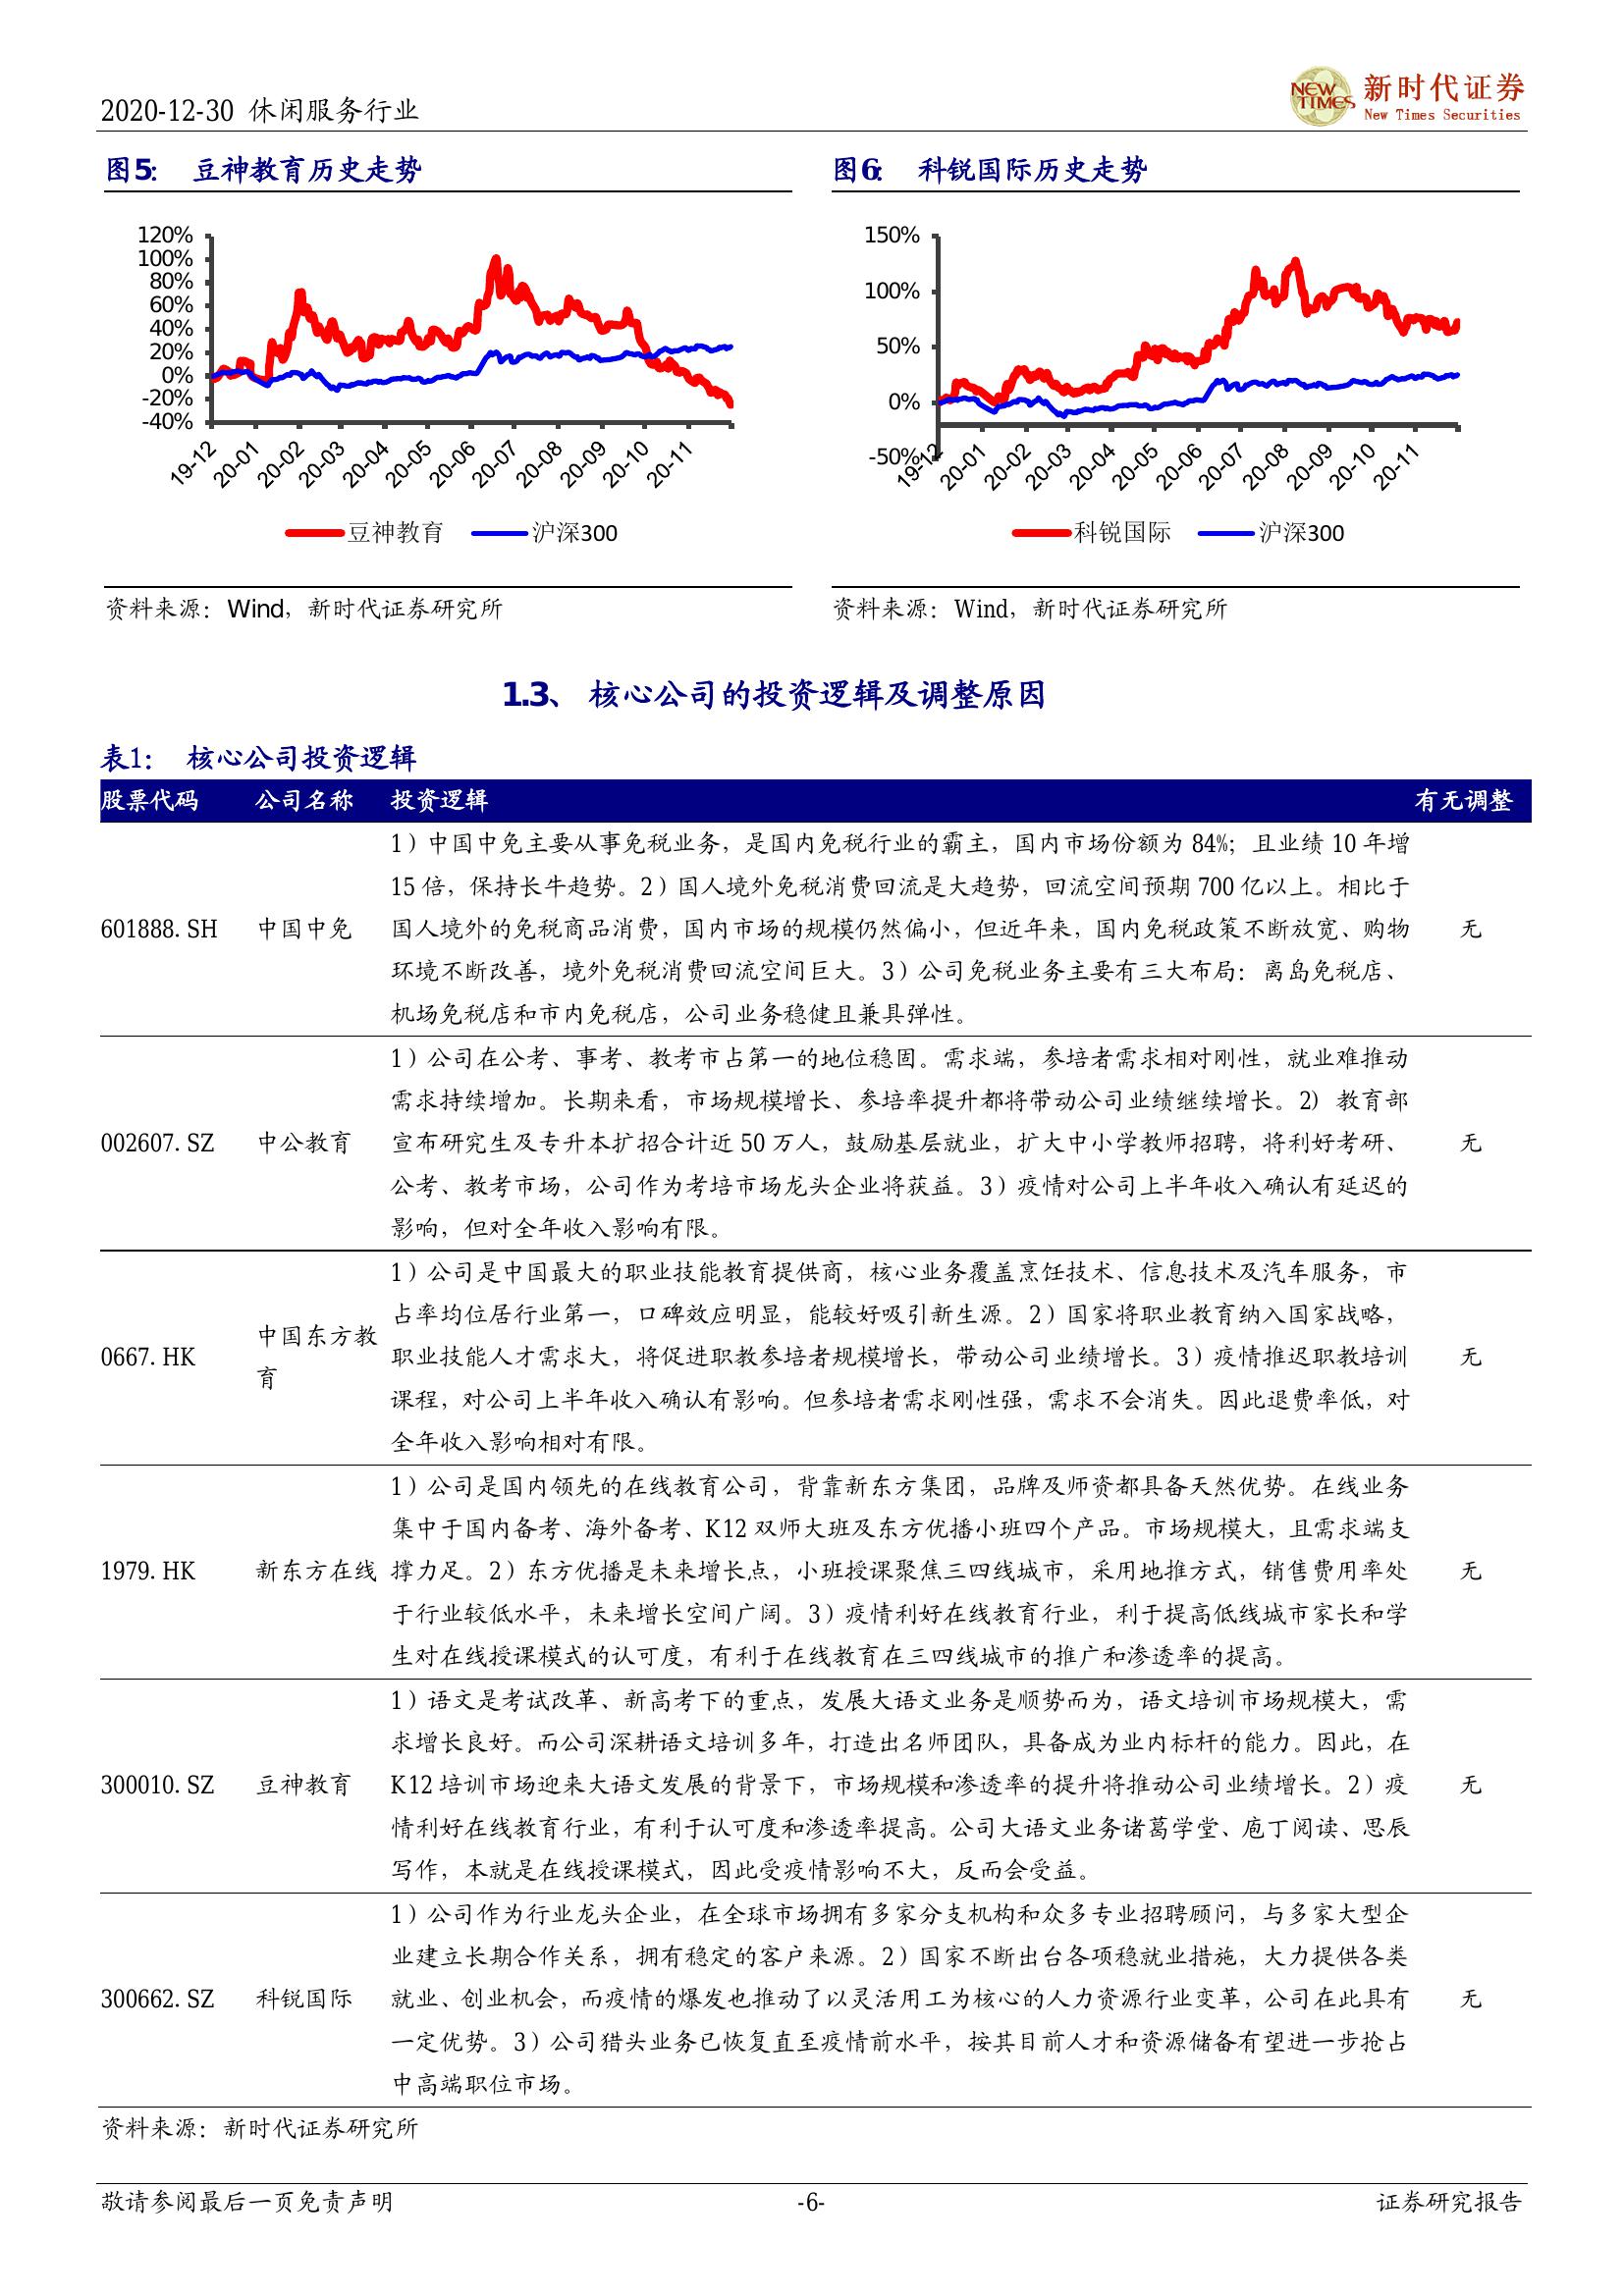 2020-12-30 休闲服务行业
NEW TIMES
新时代证券
New Times Securities
图5： 豆神教育历史走势
120%
100%
80%
60%
40%
20%
0%
-20%
-40%
19-12
20-01
20-02
20-03
20-04
20-05
20-06
20-07
20-08
20-09
20-10
20-11
豆神教育 沪深300
资料来源：Wind，新时代证券研究所
图6： 科锐国际历史走势
150%
100%
50%
0%
-50%
19-12
20-01
20-02
20-03
20-04
20-05
20-06
20-07
20-08
20-09
20-10
20-11
科锐国际 沪深300
资料来源：Wind，新时代证券研究所
1.3、 核心公司的投资逻辑及调整原因
表1： 核心公司投资逻辑
股票代码 公司名称 投资逻辑 有无调整
601888. SH 中国中免
1）中国中免主要从事免税业务，是国内免税行业的霸主，国内市场份额为 84%；且业绩 10 年增
15 倍，保持长牛趋势。2）国人境外免税消费回流是大趋势，回流空间预期 700 亿以上。相比于
国人境外的免税商品消费，国内市场的规模仍然偏小，但近年来，国内免税政策不断放宽、购物
环境不断改善，境外免税消费回流空间巨大。3）公司免税业务主要有三大布局：离岛免税店、
机场免税店和市内免税店，公司业务稳健且兼具弹性。
无
002607. SZ 中公教育
1）公司在公考、事考、教考市占第一的地位稳固。需求端，参培者需求相对刚性，就业难推动
需求持续增加。长期来看，市场规模增长、参培率提升都将带动公司业绩继续增长。2) 教育部
宣布研究生及专升本扩招合计近 50 万人，鼓励基层就业，扩大中小学教师招聘，将利好考研、
公考、教考市场，公司作为考培市场龙头企业将获益。3）疫情对公司上半年收入确认有延迟的
影响，但对全年收入影响有限。
无
0667. HK
中国东方教
育
1）公司是中国最大的职业技能教育提供商，核心业务覆盖烹饪技术、信息技术及汽车服务，市
占率均位居行业第一，口碑效应明显，能较好吸引新生源。2）国家将职业教育纳入国家战略，
职业技能人才需求大，将促进职教参培者规模增长，带动公司业绩增长。3）疫情推迟职教培训
课程，对公司上半年收入确认有影响。但参培者需求刚性强，需求不会消失。因此退费率低，对
全年收入影响相对有限。
无
1979. HK 新东方在线
1）公司是国内领先的在线教育公司，背靠新东方集团，品牌及师资都具备天然优势。在线业务
集中于国内备考、海外备考、K12 双师大班及东方优播小班四个产品。市场规模大，且需求端支
撑力足。2）东方优播是未来增长点，小班授课聚焦三四线城市，采用地推方式，销售费用率处
于行业较低水平，未来增长空间广阔。3）疫情利好在线教育行业，利于提高低线城市家长和学
生对在线授课模式的认可度，有利于在线教育在三四线城市的推广和渗透率的提高。
无
300010. SZ 豆神教育
1）语文是考试改革、新高考下的重点，发展大语文业务是顺势而为，语文培训市场规模大，需
求增长良好。而公司深耕语文培训多年，打造出名师团队，具备成为业内标杆的能力。因此，在
K12 培训市场迎来大语文发展的背景下，市场规模和渗透率的提升将推动公司业绩增长。2）疫
情利好在线教育行业，有利于认可度和渗透率提高。公司大语文业务诸葛学堂、庖丁阅读、思辰
写作，本就是在线授课模式，因此受疫情影响不大，反而会受益。
无
300662. SZ 科锐国际
1）公司作为行业龙头企业，在全球市场拥有多家分支机构和众多专业招聘顾问，与多家大型企
业建立长期合作关系，拥有稳定的客户来源。2）国家不断出台各项稳就业措施，大力提供各类
就业、创业机会，而疫情的爆发也推动了以灵活用工为核心的人力资源行业变革，公司在此具有
一定优势。3）公司猎头业务已恢复直至疫情前水平，按其目前人才和资源储备有望进一步抢占
中高端职位市场。
无
资料来源：新时代证券研究所
敬请参阅最后一页免责声明 -6- 证券研究报告